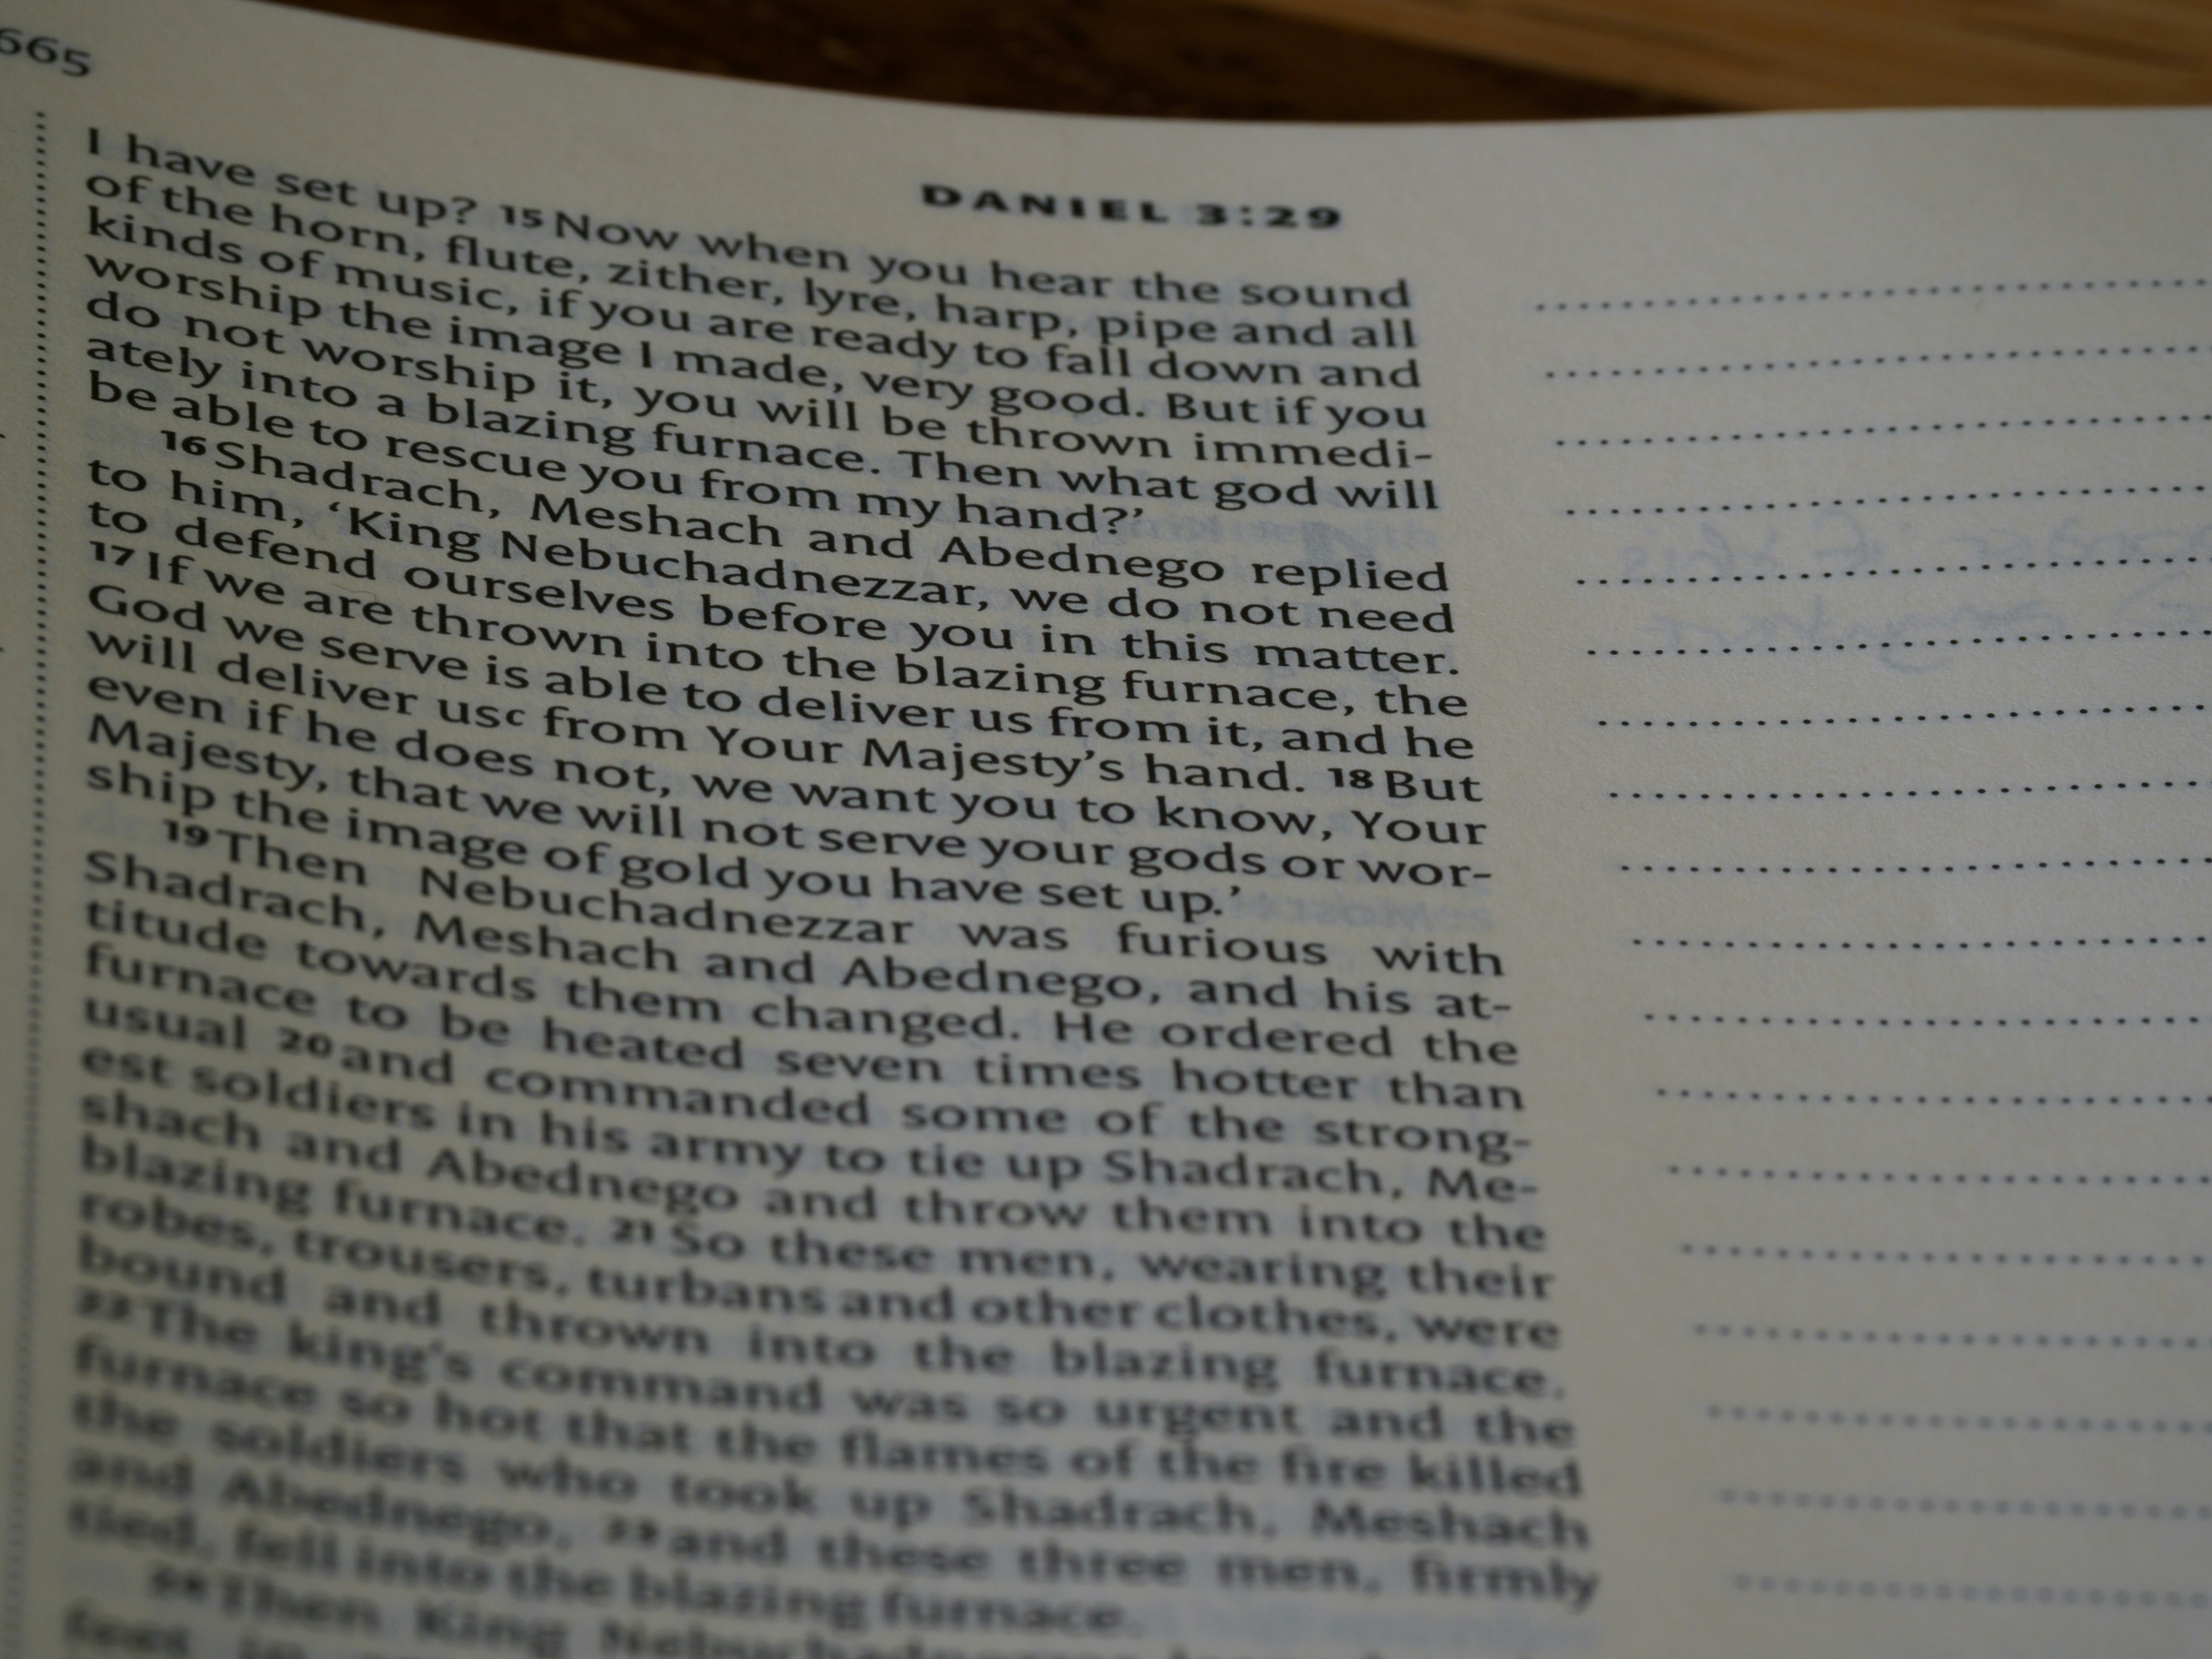 665
DANIEL 3:29
I have set up? 15 Now when you hear the sound
of the horn, flute, zither, lyre, harp, pipe and all
kinds of music, if you are ready to fall down and
worship the image I made, very good. But if you
do not worship it, you will be thrown immedi-
ately into a blazing furnace. Then what god will
be able to rescue you from my hand?’
16 Shadrach, Meshach and Abednego replied
to him, ‘King Nebuchadnezzar, we do not need
to defend ourselves before you in this matter.
17 If we are thrown into the blazing furnace, the
God we serve is able to deliver us from it, and he
will deliver usc from Your Majesty’s hand. 18 But
even if he does not, we want you to know, Your
Majesty, that we will not serve your gods or wor-
ship the image of gold you have set up.’
19 Then Nebuchadnezzar was furious with
Shadrach, Meshach and Abednego, and his at-
titude towards them changed. He ordered the
furnace to be heated seven times hotter than
usual 20 and commanded some of the strong-
est soldiers in his army to tie up Shadrach, Me-
shach and Abednego and throw them into the
blazing furnace. 21 So these men, wearing their
robes, trousers, turbans and other clothes, were
bound and thrown into the blazing furnace.
22 The king’s command was so urgent and the
furnace so hot that the flames of the fire killed
the soldiers who took up Shadrach, Meshach
and Abednego, 23 and these three men, firmly
tied, fell into the blazing furnace.
24 Then King Nebuchadnezzar